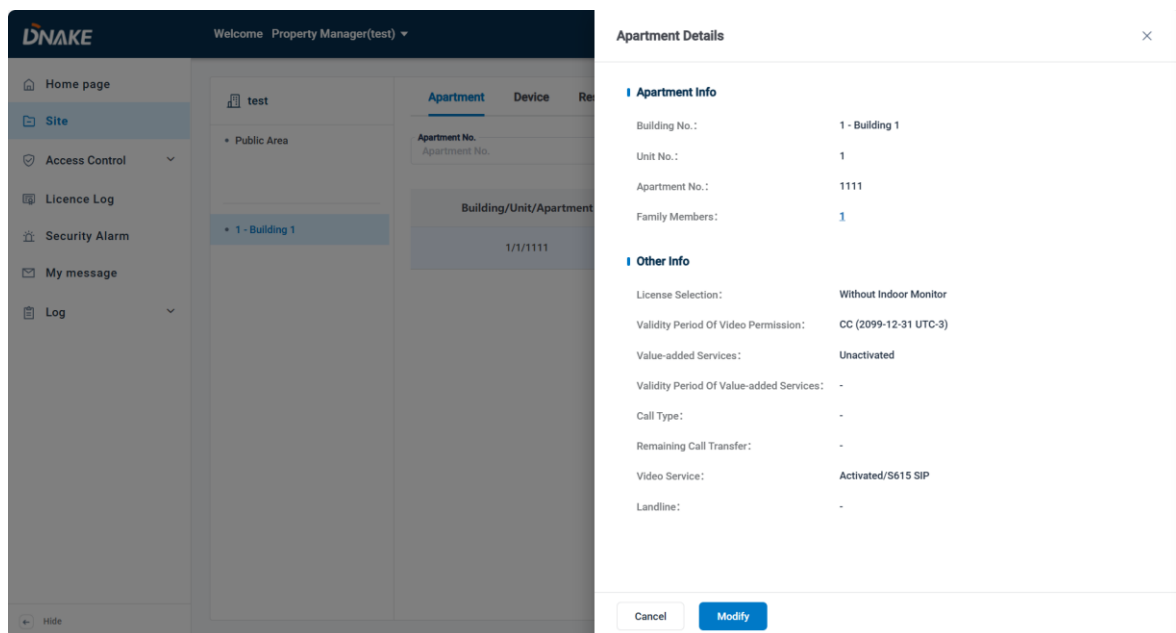 DNAKE
Welcome Property Manager(test)
Home page
Site
Access Control
Licence Log
Security Alarm
My message
Log
Hide
test
Public Area
1 - Building 1
Apartment Device
Apartment No.
Apartment No.
Building/Unit/Apartment
1/1/1111
Apartment Details
Apartment Info
Building No.: 1 - Building 1
Unit No.: 1
Apartment No.: 1111
Family Members: 1
Other Info
License Selection: Without Indoor Monitor
Validity Period Of Video Permission: CC (2099-12-31 UTC-3)
Value-added Services: Unactivated
Validity Period Of Value-added Services: -
Call Type: -
Remaining Call Transfer: -
Video Service: Activated/S615 SIP
Landline: -
Cancel Modify